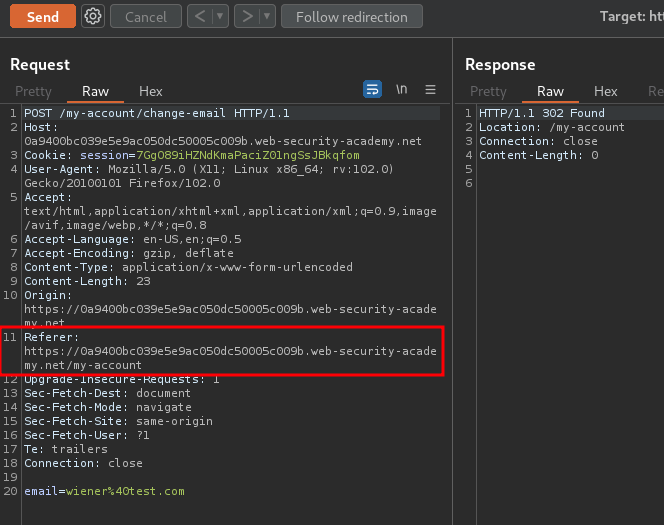 Send
Cancel
Follow redirection
Target: ht
Request
Response
Pretty
Raw
Hex
\n
Pretty
Raw
Hex
Re
1 POST /my-account/change-email HTTP/1.1
2 Host:
0a9400bc039e5e9ac050dc50005c009b.web-security-academy.net
3 Cookie: session=7GgO89iHZNdKmaPaciZO1ngSsJBkqfom
4 User-Agent: Mozilla/5.0 (X11; Linux x86_64; rv:102.0)
Gecko/20100101 Firefox/102.0
5 Accept:
text/html,application/xhtml+xml,application/xml;q=0.9,image
/avif,image/webp,*/*;q=0.8
6 Accept-Language: en-US,en;q=0.5
7 Accept-Encoding: gzip, deflate
8 Content-Type: application/x-www-form-urlencoded
9 Content-Length: 23
10 Origin:
https://0a9400bc039e5e9ac050dc50005c009b.web-security-acade
my.net
11 Referer:
https://0a9400bc039e5e9ac050dc50005c009b.web-security-acade
my.net/my-account
12 Upgrade-Insecure-Requests: 1
13 Sec-Fetch-Dest: document
14 Sec-Fetch-Mode: navigate
15 Sec-Fetch-Site: same-origin
16 Sec-Fetch-User: ?1
17 Te: trailers
18 Connection: close
19
20 email=wiener%40test.com
1 HTTP/1.1 302 Found
2 Location: /my-account
3 Connection: close
4 Content-Length: 0
5
6